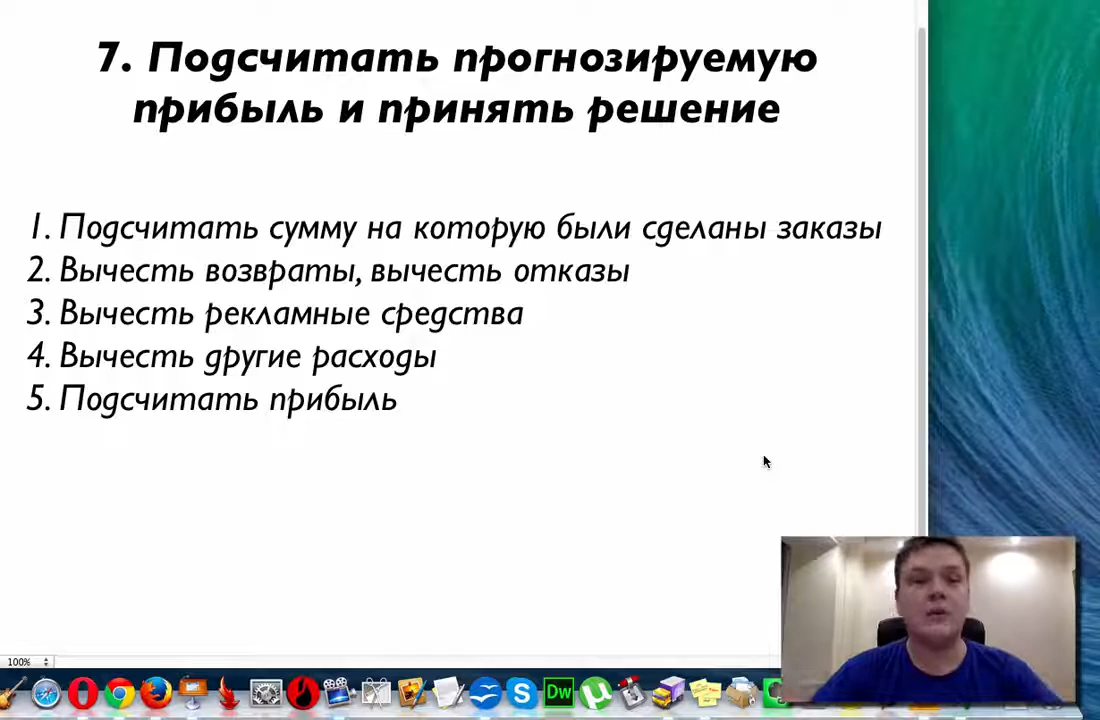 7. Подсчитать прогнозируемую
прибыль и принять решение
1. Подсчитать сумму на которую были сделаны заказы
2. Вычесть возвраты, вычесть отказы
3. Вычесть рекламные средства
4. Вычесть другие расходы
5. Подсчитать прибыль
100%
Dw